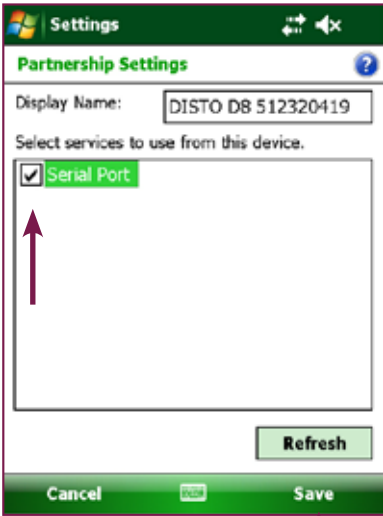 Settings
Partnership Settings
Display Name: DISTO D8 512320419
Select services to use from this device.
Serial Port
Refresh
Cancel Save